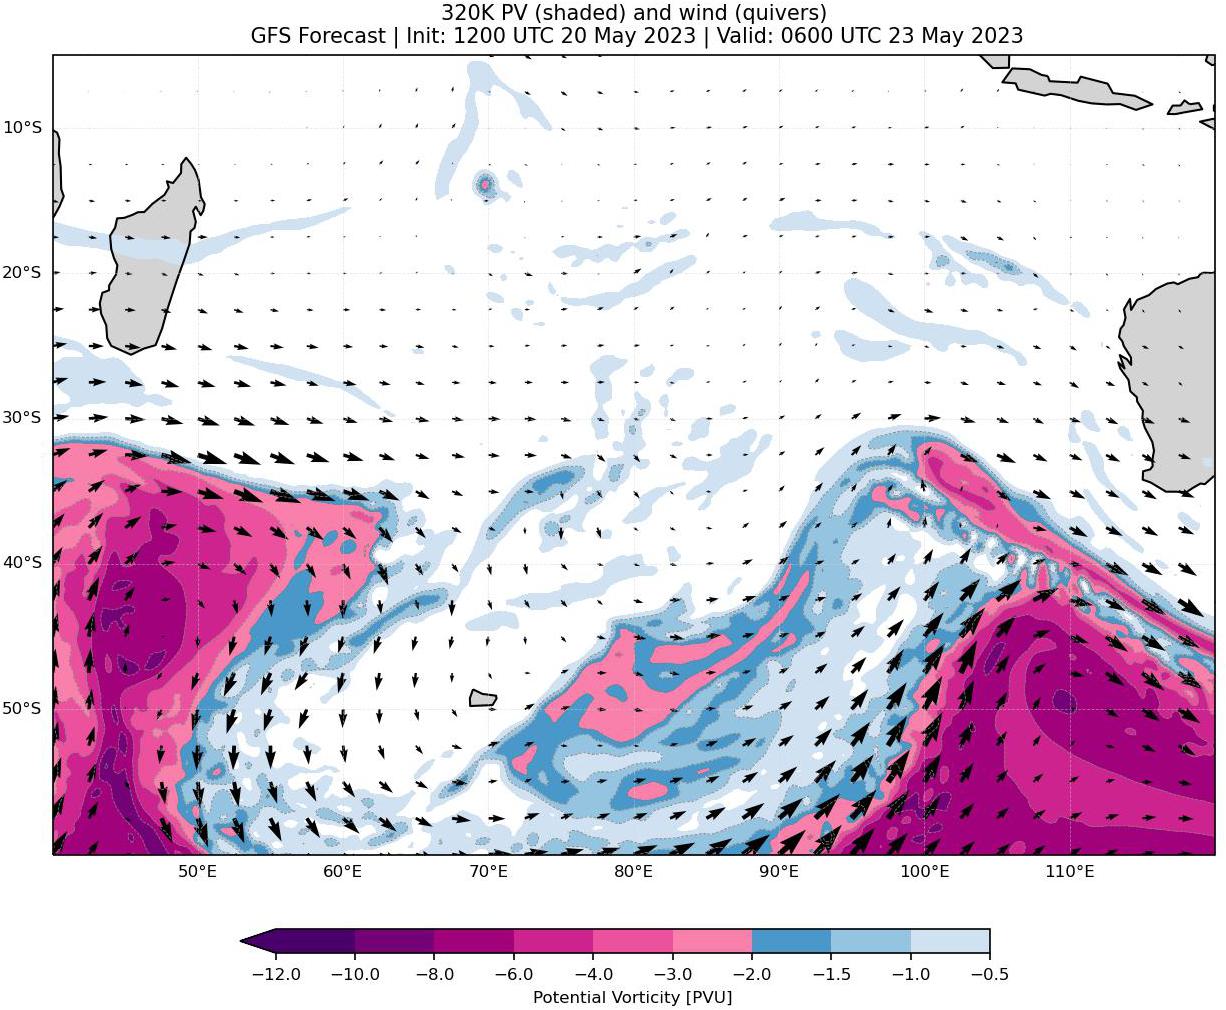 320K PV (shaded) and wind (quivers)
GFS Forecast | Init: 1200 UTC 20 May 2023 | Valid: 0600 UTC 23 May 2023
10°S
20°S
30°S
40°S
50°S
50°E 60°E 70°E 80°E 90°E 100°E 110°E
−12.0 −10.0 −8.0 −6.0 −4.0 −3.0 −2.0 −1.5 −1.0 −0.5
Potential Vorticity [PVU]